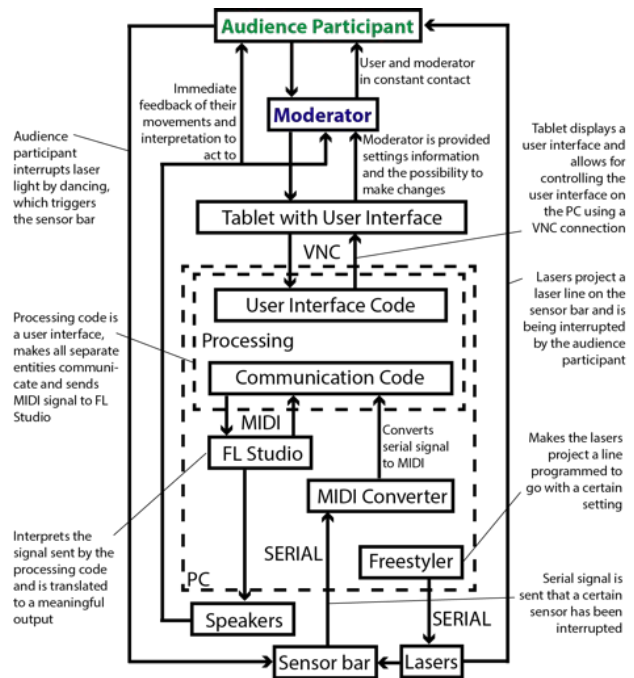 Audience Participant
User and moderator
in constant contact
Immediate
feedback of their
movements and
interpretation to
act to
Moderator
Audience
participant
interrupts laser
light by dancing,
which triggers
the sensor bar
Moderator is provided
settings information
and the possibility to
make changes
Tablet displays a
user interface and
allows for
controlling the
user interface on
the PC using a
VNC connection
Tablet with User Interface
VNC
User Interface Code
Lasers project a
laser line on the
sensor bar and is
being interrupted
by the audience
participant
Processing code is
a user interface,
makes all separate
entities communi-
cate and sends
MIDI signal to FL
Studio
Processing
Communication Code
MIDI
FL Studio
Converts
serial signal
to MIDI
Makes the lasers
project a line
programmed to
go with a certain
setting
MIDI Converter
Interprets the
signal sent by the
processing code
and is translated
to a meaningful
output
SERIAL
Freestyler
PC
Serial signal is
sent that a certain
sensor has been
interrupted
Speakers
SERIAL
Sensor bar
Lasers